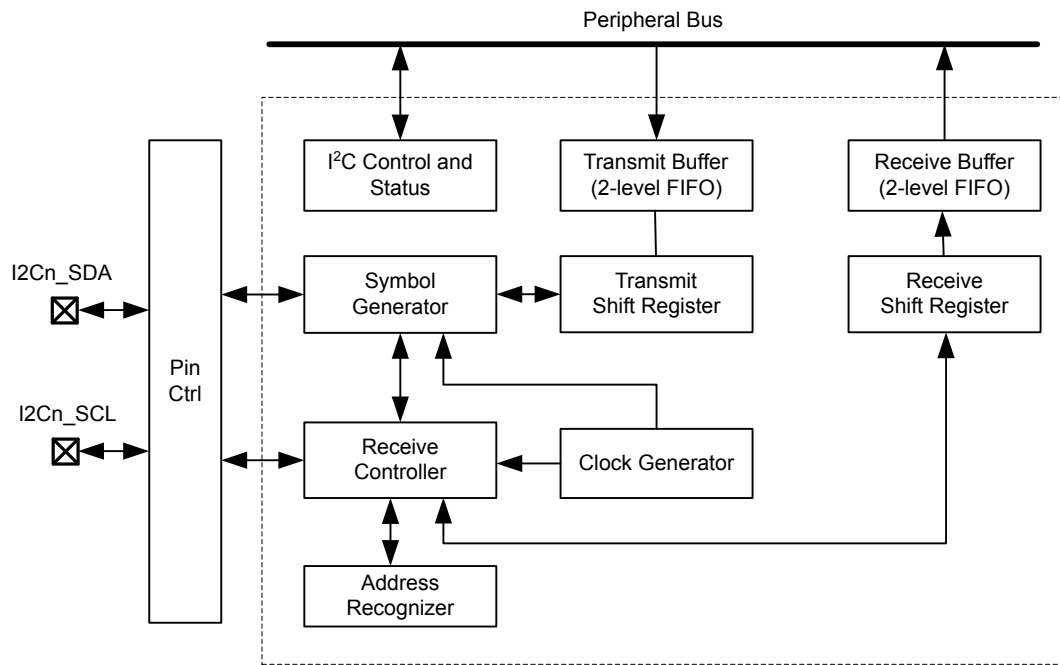 Peripheral Bus
I²C Control and
Status
Transmit Buffer
(2-level FIFO)
Receive Buffer
(2-level FIFO)
I2Cn_SDA
Symbol
Generator
Transmit
Shift Register
Receive
Shift Register
Pin
Ctrl
I2Cn_SCL
Receive
Controller
Clock Generator
Address
Recognizer